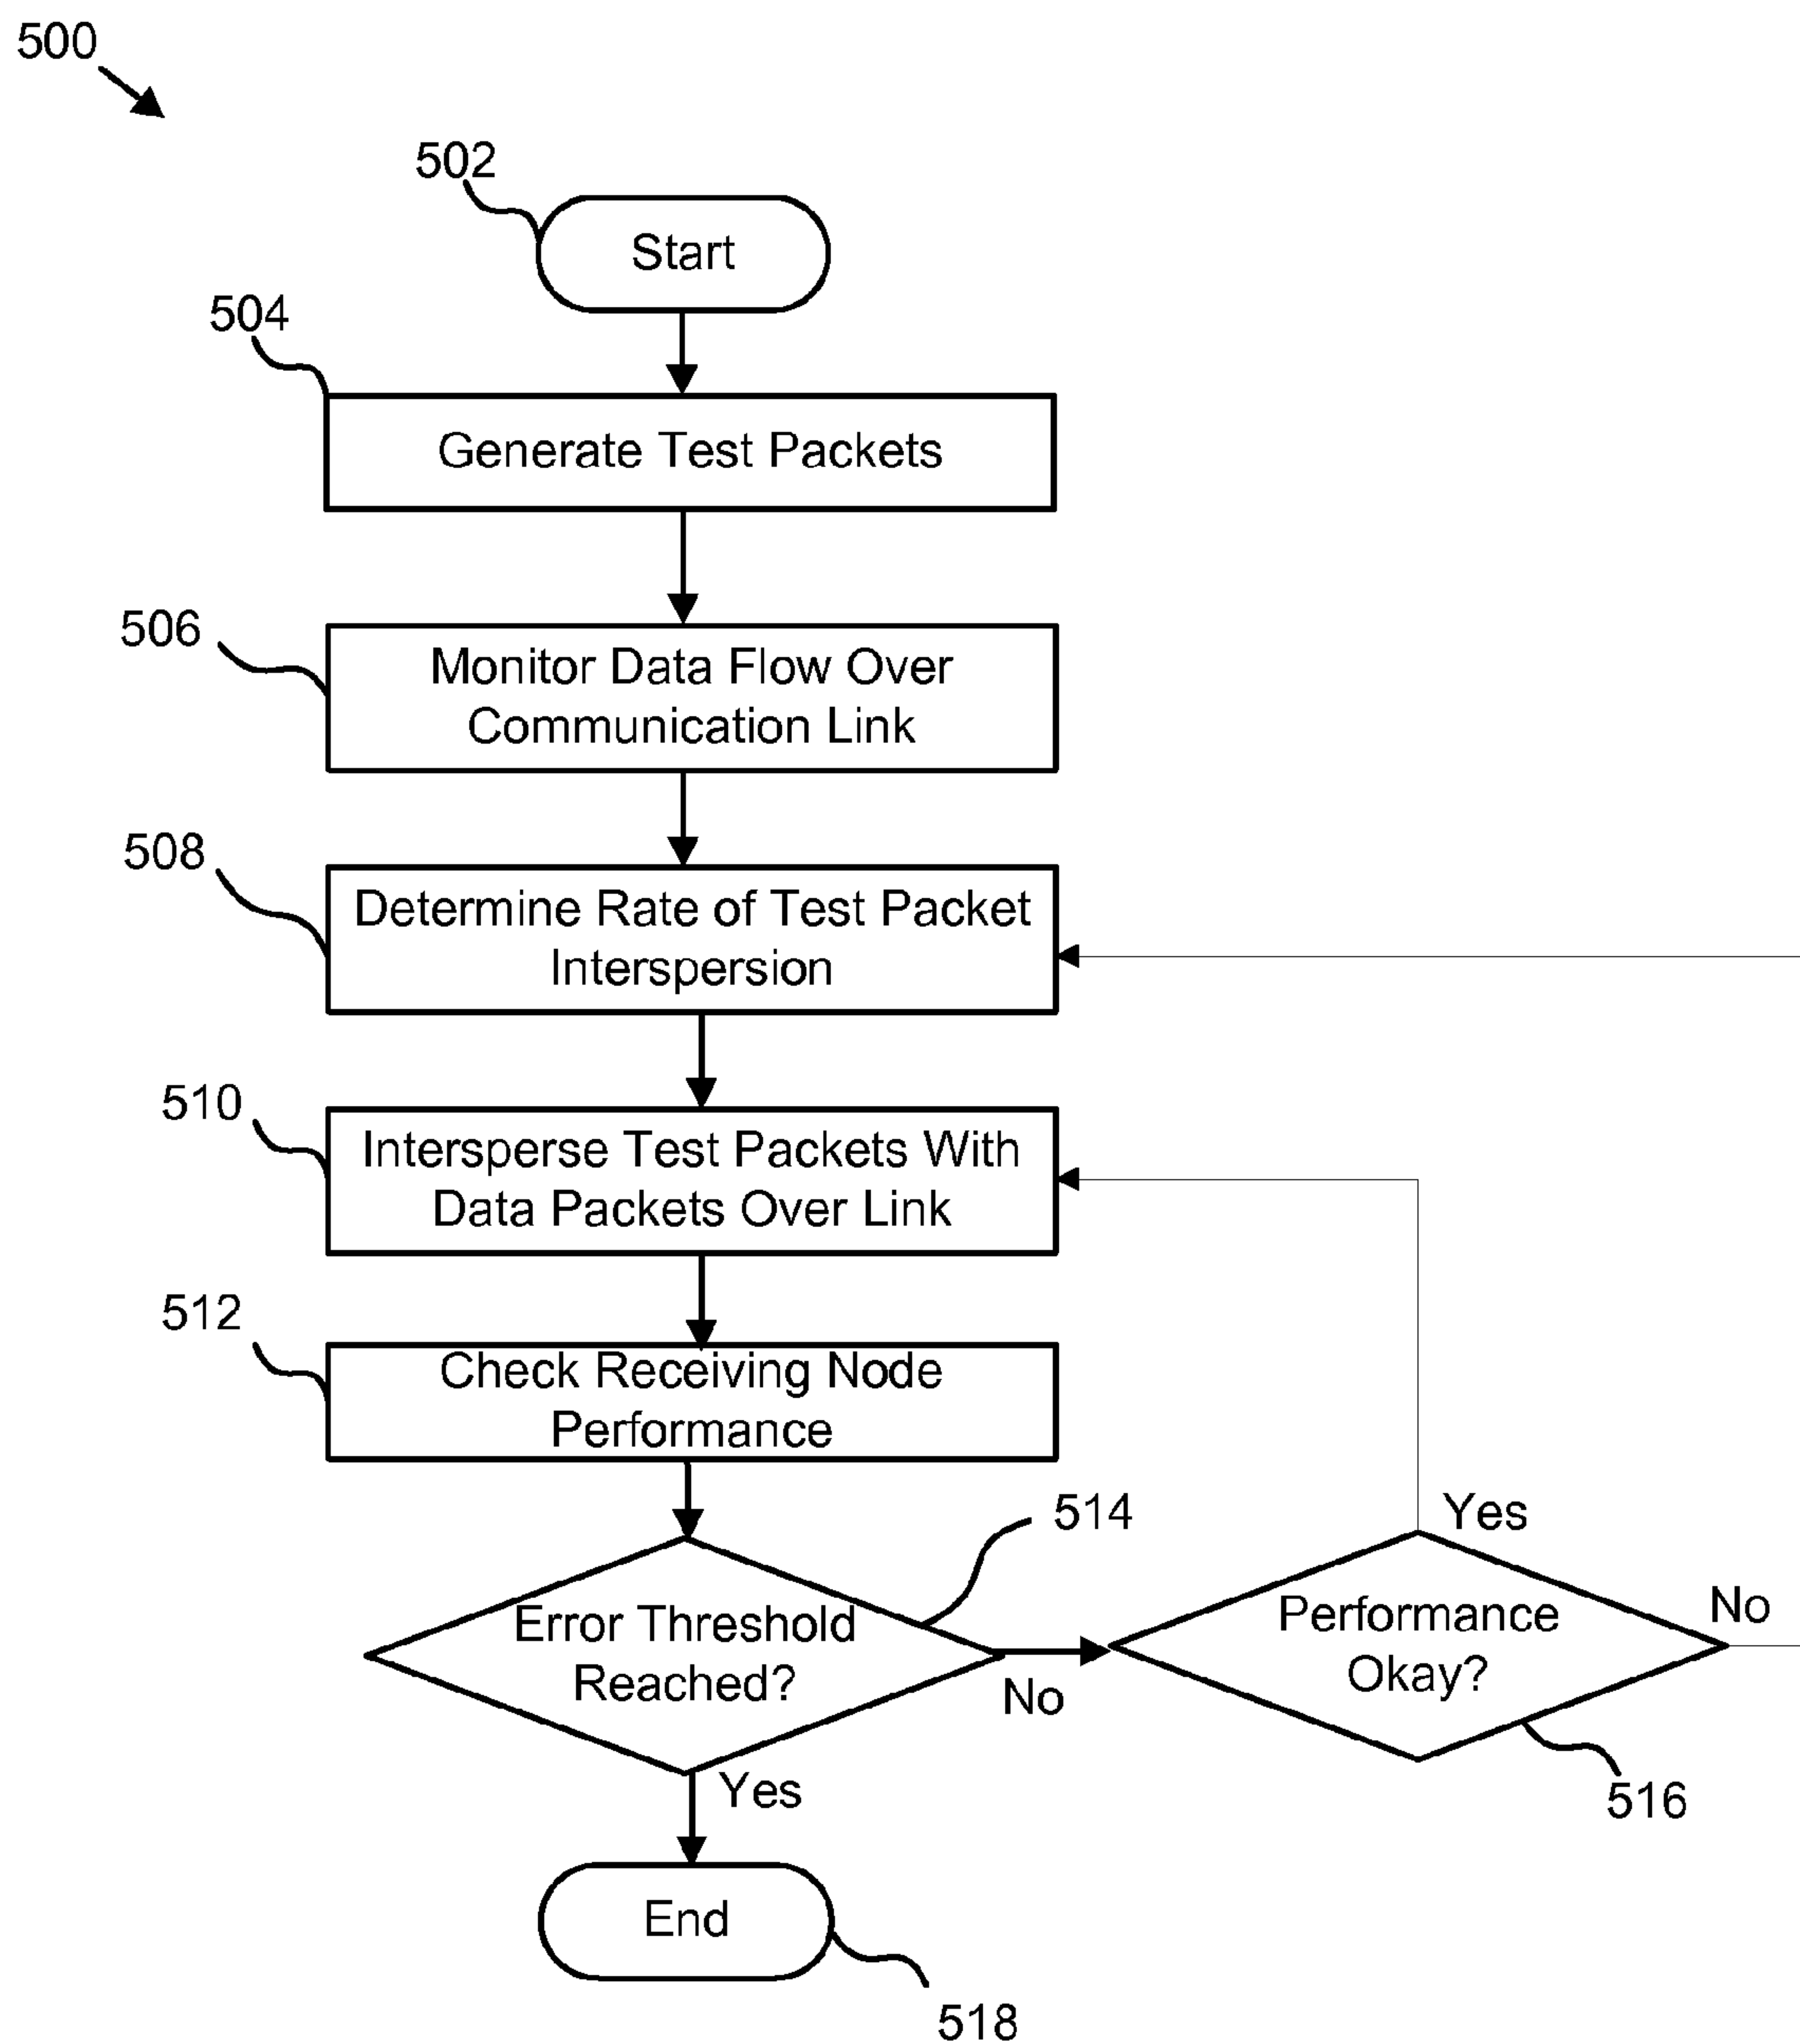 500
502
Start
504
Generate Test Packets
506
Monitor Data Flow Over
Communication Link
508
Determine Rate of Test Packet
Interspersion
510
Intersperse Test Packets With
Data Packets Over Link
512
Check Receiving Node
Performance
514
Error Threshold
Reached?
No
Yes
Performance
Okay?
Yes
No
516
End
518